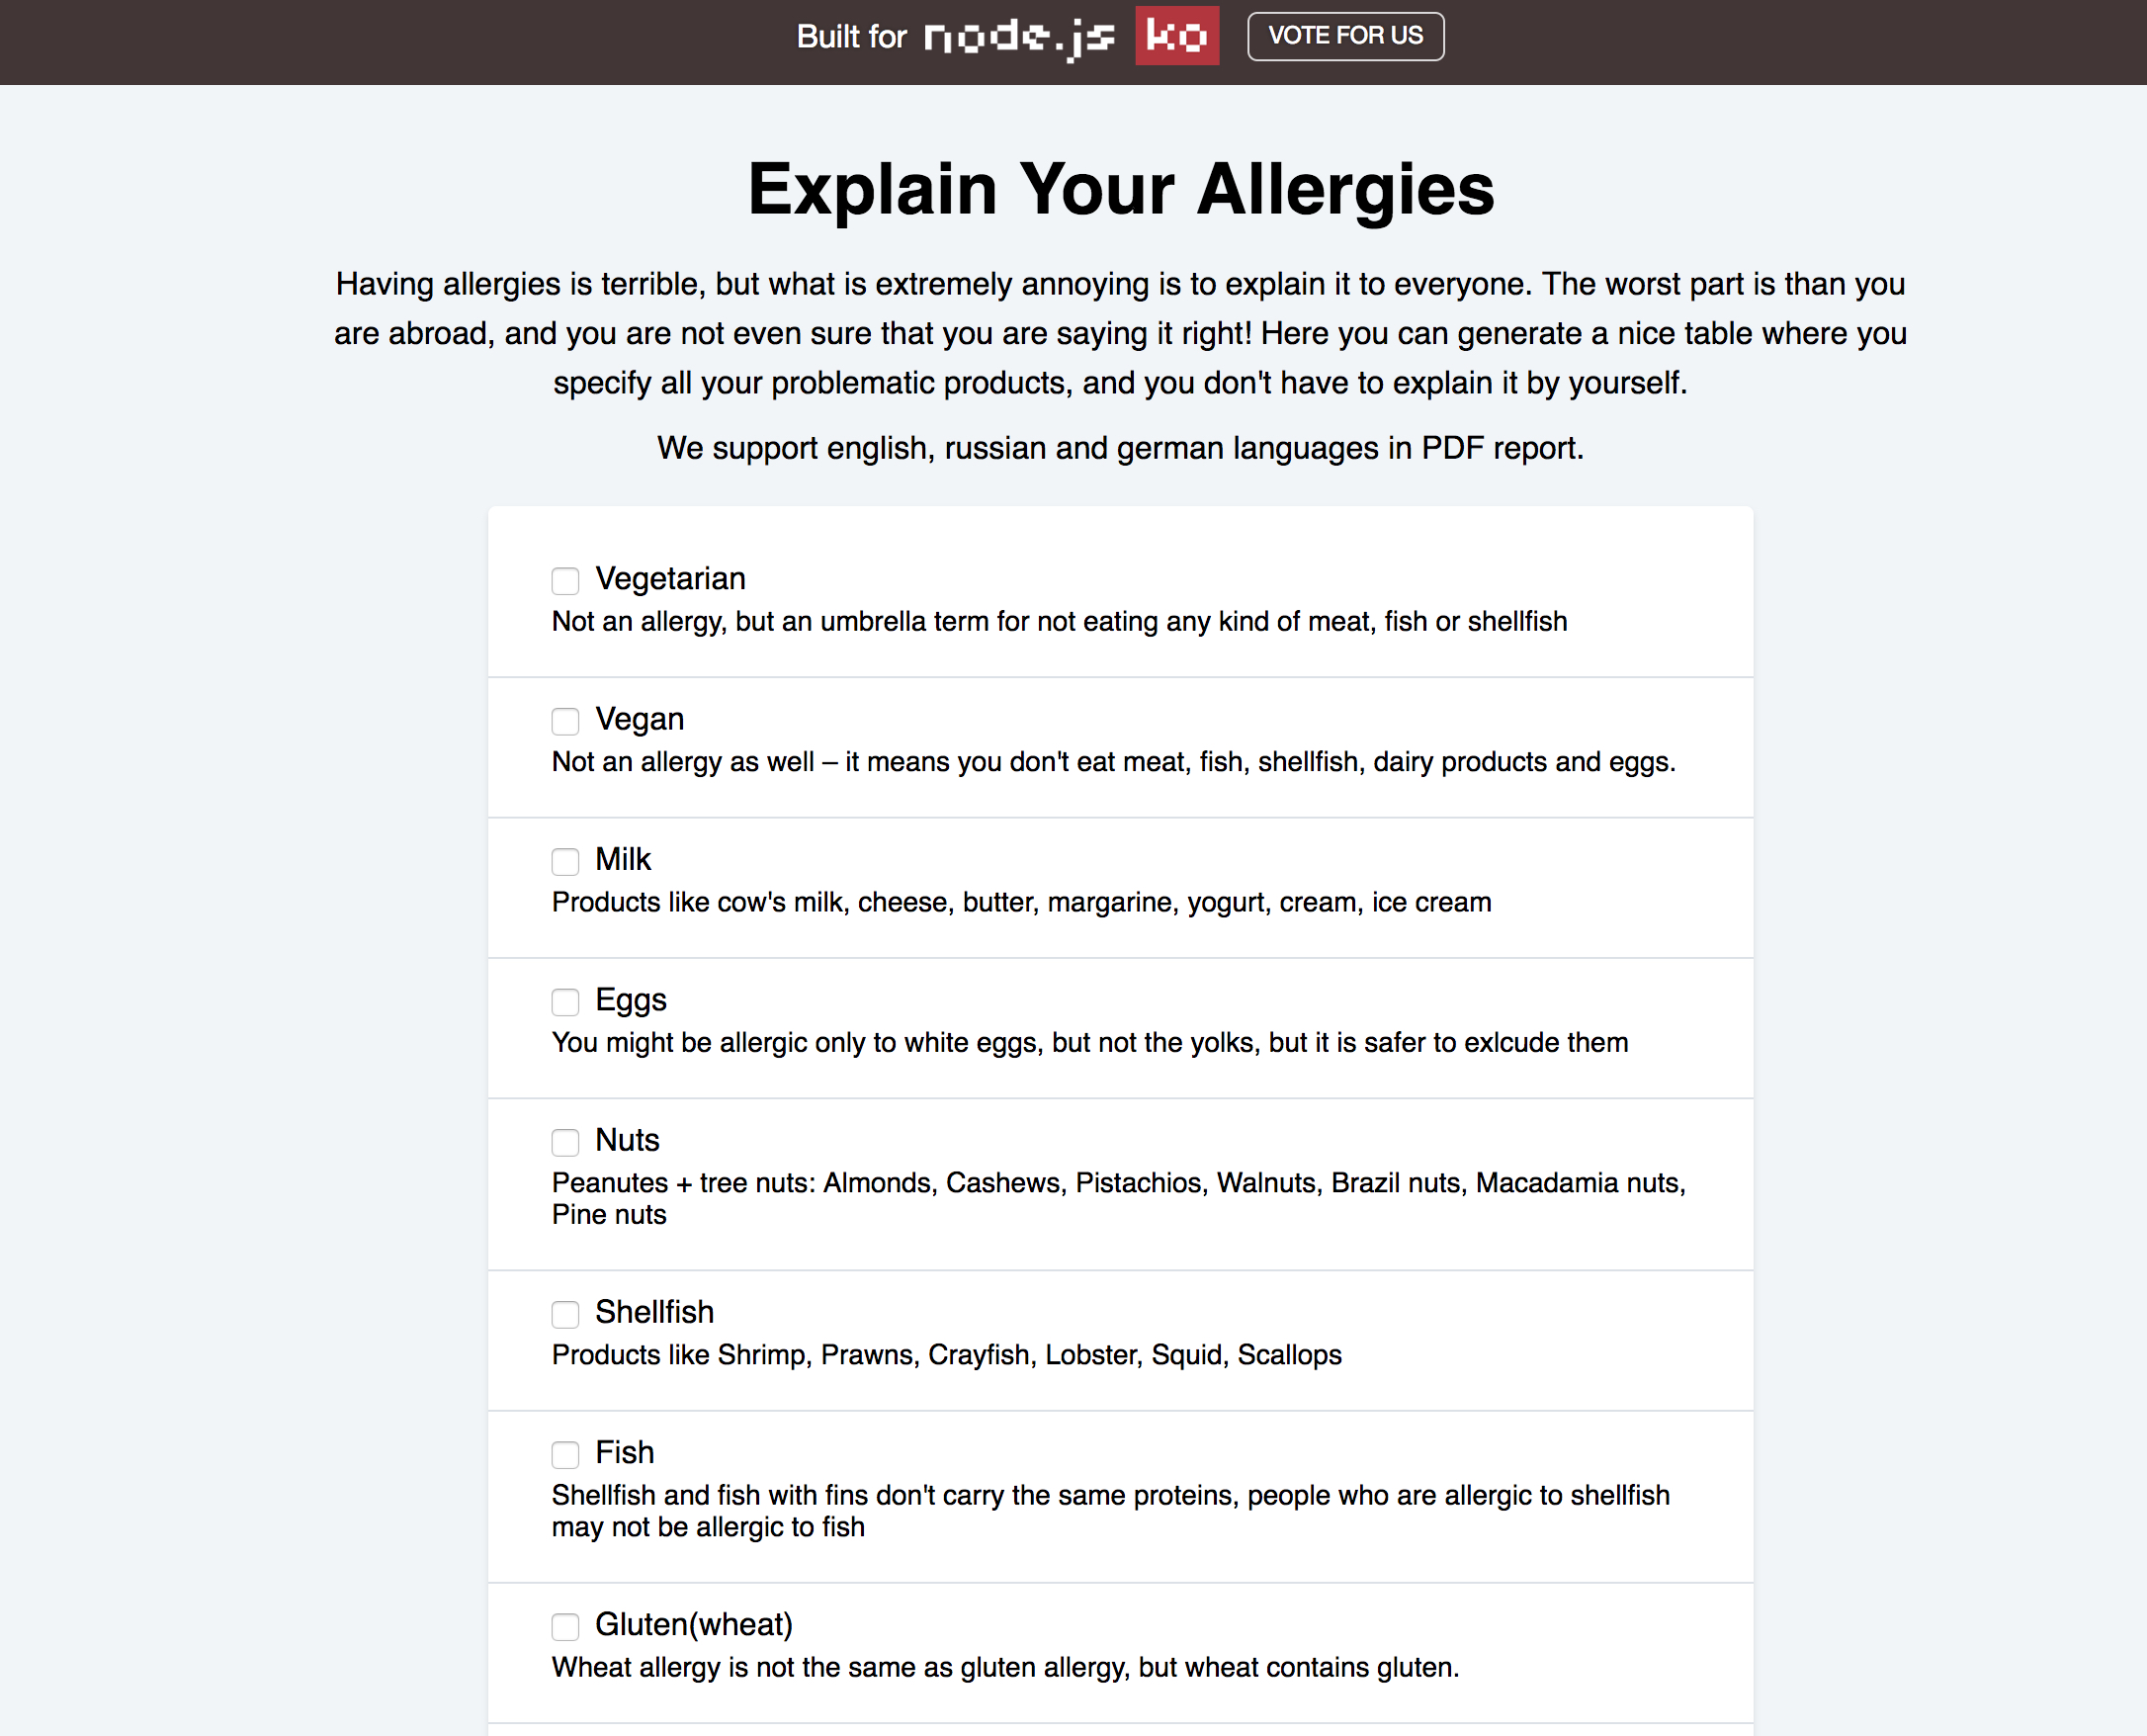 Built for node.js ko VOTE FOR US
Explain Your Allergies
Having allergies is terrible, but what is extremely annoying is to explain it to everyone. The worst part is than you
are abroad, and you are not even sure that you are saying it right! Here you can generate a nice table where you
specify all your problematic products, and you don't have to explain it by yourself.
We support english, russian and german languages in PDF report.
Vegetarian
Not an allergy, but an umbrella term for not eating any kind of meat, fish or shellfish
Vegan
Not an allergy as well – it means you don't eat meat, fish, shellfish, dairy products and eggs.
Milk
Products like cow's milk, cheese, butter, margarine, yogurt, cream, ice cream
Eggs
You might be allergic only to white eggs, but not the yolks, but it is safer to exlcude them
Nuts
Peanutes + tree nuts: Almonds, Cashews, Pistachios, Walnuts, Brazil nuts, Macadamia nuts,
Pine nuts
Shellfish
Products like Shrimp, Prawns, Crayfish, Lobster, Squid, Scallops
Fish
Shellfish and fish with fins don't carry the same proteins, people who are allergic to shellfish
may not be allergic to fish
Gluten(wheat)
Wheat allergy is not the same as gluten allergy, but wheat contains gluten.